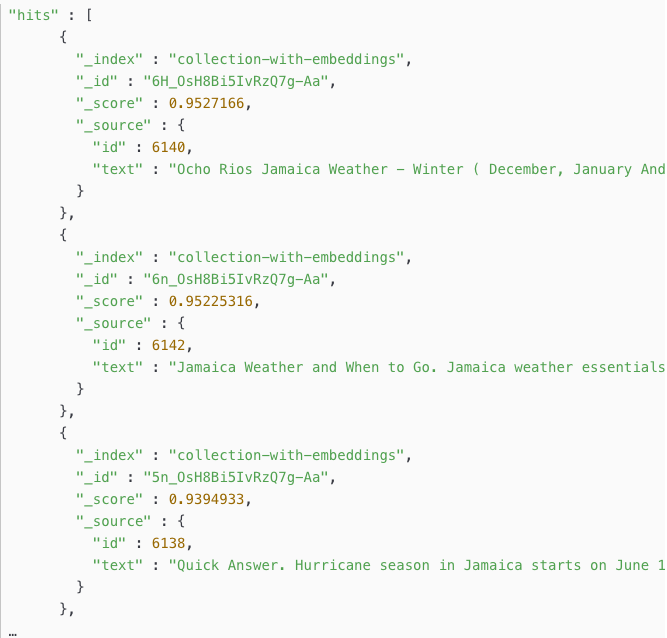 "hits" : [
{
"_index" : "collection-with-embeddings",
"_id" : "6H_OsH8Bi5IvRzQ7g-Aa",
"_score" : 0.9527166,
"_source" : {
"id" : 6140,
"text" : "Ocho Rios Jamaica Weather - Winter ( December, January And
}
},
{
"_index" : "collection-with-embeddings",
"_id" : "6n_OsH8Bi5IvRzQ7g-Aa",
"_score" : 0.95225316,
"_source" : {
"id" : 6142,
"text" : "Jamaica Weather and When to Go. Jamaica weather essentials
}
},
{
"_index" : "collection-with-embeddings",
"_id" : "5n_OsH8Bi5IvRzQ7g-Aa",
"_score" : 0.9394933,
"_source" : {
"id" : 6138,
"text" : "Quick Answer. Hurricane season in Jamaica starts on June 1
}
},
…